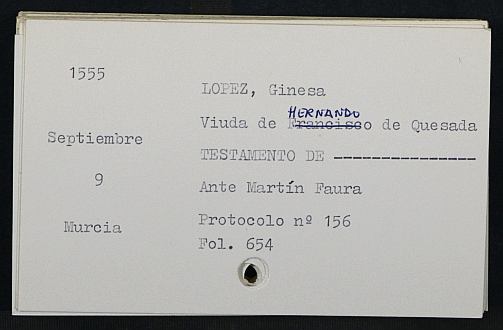 1555
Septiembre
9
Murcia
LOPEZ, Ginesa
HERNANDO
Viuda de Francisco de Quesada
TESTAMENTO DE ---------------
Ante Martín Faura
Protocolo nº 156
Fol. 654